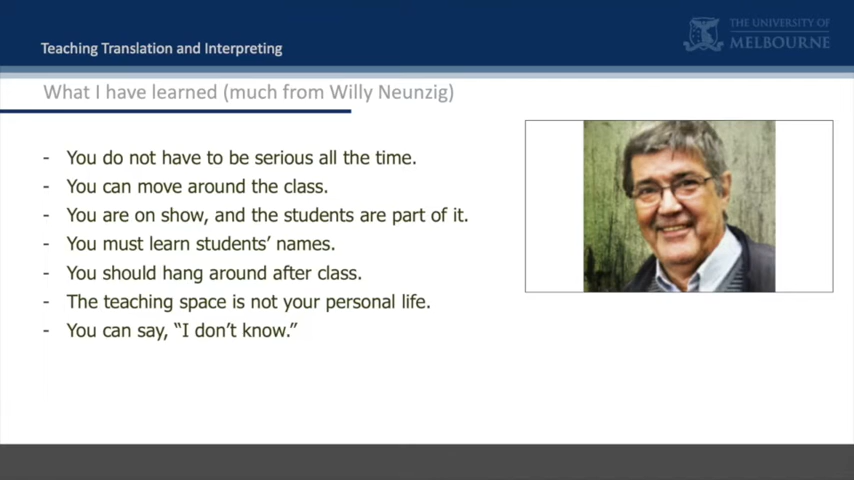 THE UNIVERSITY OF
MELBOURNE
Teaching Translation and Interpreting
What I have learned (much from Willy Neunzig)
- You do not have to be serious all the time.
- You can move around the class.
- You are on show, and the students are part of it.
- You must learn students’ names.
- You should hang around after class.
- The teaching space is not your personal life.
- You can say, “I don’t know.”